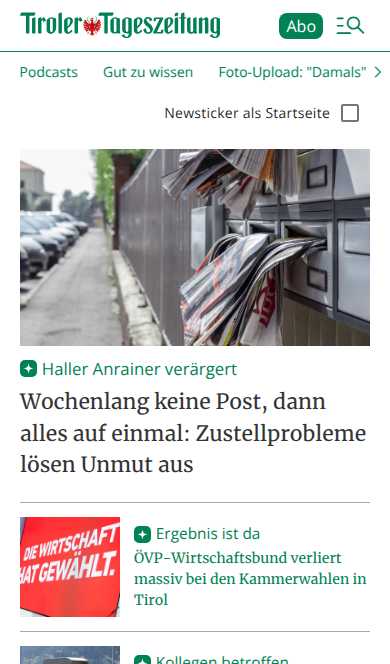 Tiroler Tageszeitung
Abo
Podcasts Gut zu wissen Foto-Upload: "Damals"
Newsticker als Startseite
Haller Anrainer verärgert
Wochenlang keine Post, dann
alles auf einmal: Zustellprobleme
lösen Unmut aus
DIE WIRTSCHAFT
HAT GEWÄHLT.
Ergebnis ist da
ÖVP-Wirtschaftsbund verliert
massiv bei den Kammerwahlen in
Tirol
Kollegen betroffen